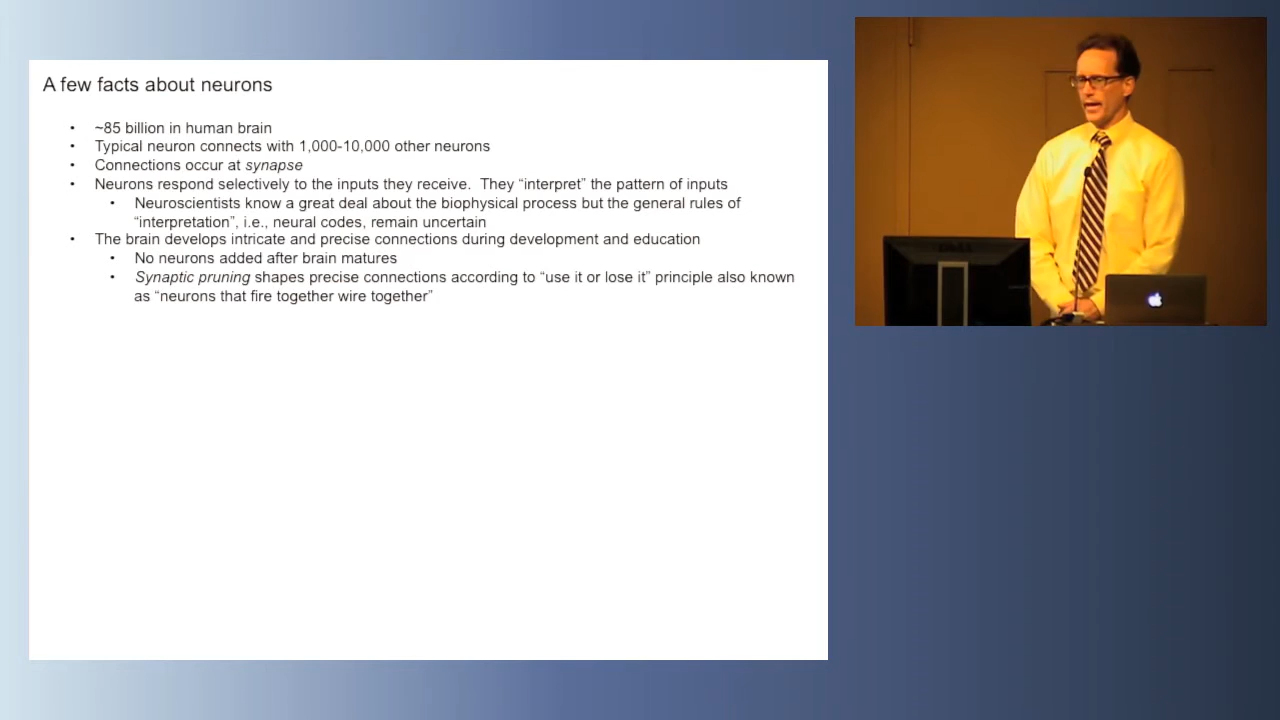 A few facts about neurons
• ~85 billion in human brain
• Typical neuron connects with 1,000-10,000 other neurons
• Connections occur at synapse
• Neurons respond selectively to the inputs they receive. They “interpret” the pattern of inputs
• Neuroscientists know a great deal about the biophysical process but the general rules of
“interpretation”, i.e., neural codes, remain uncertain
• The brain develops intricate and precise connections during development and education
• No neurons added after brain matures
• Synaptic pruning shapes precise connections according to “use it or lose it” principle also known
as “neurons that fire together wire together”
DELL